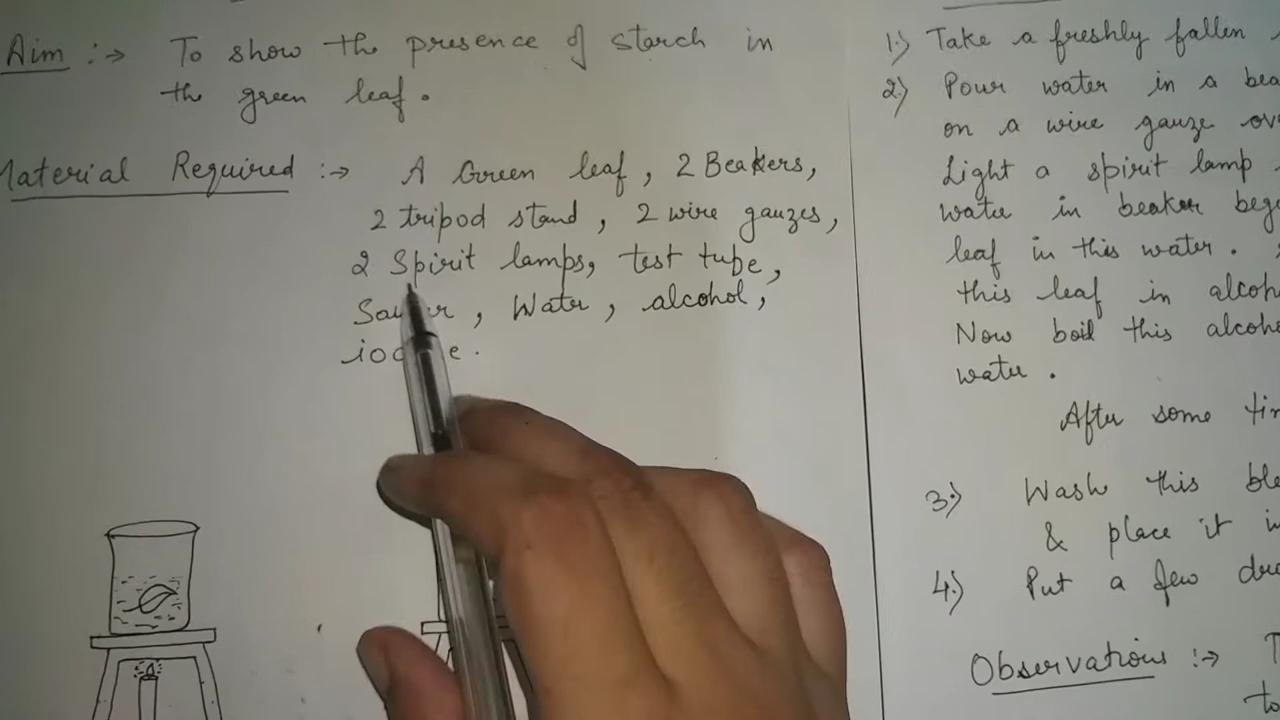 Aim :→ To show the presence of starch in
the green leaf.
Material Required :→ A Green leaf, 2 Beakers,
2 tripod stand, 2 wire gauzes,
2 Spirit lamps, test tube,
Water, alcohol,
1.) Take a freshly fallen
2.) Pour water in a
on a wire gauze
Light a spirit lamp
water in beaker
leaf in this water.
this leaf in
Now boil this
water.
After some
3.) Wash this
& place it
4.) Put a few
Observations :→